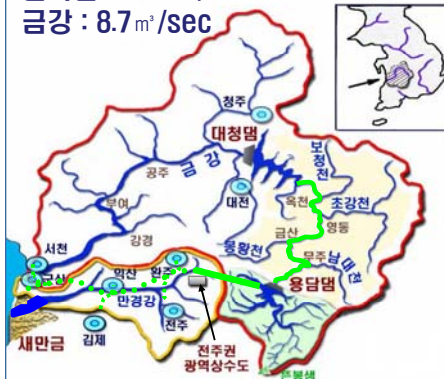 금강 : 8.7㎥/sec
청주
대청댐
보청천
금강
공주
대전
옥천
초강천
부여
영동
금산
강경
봉황천
무주
남대천
서천
군산
익산
완주
용담댐
만경강
전주
새만금
김제
전주권
광역상수도
뜬봉샘